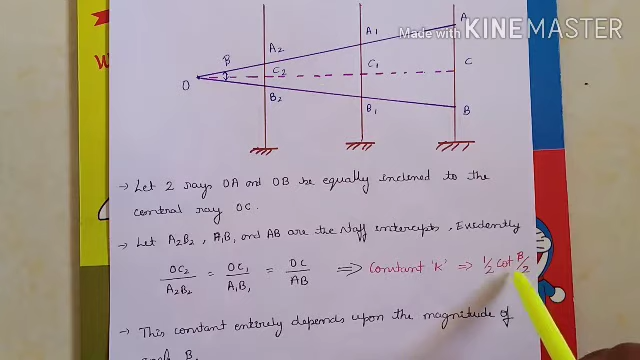 Made with KINEMASTER
W
A
A1
A2
β
O
C2
C1
C
B2
B1
B
→ Let 2 rays OA and OB be equally inclined to the
central ray OC.
→ Let A2B2, A1B1 and AB are the staff intercepts, Evidently
OC2/A2B2 = OC1/A1B1 = OC/AB ⇒ Constant 'K' ⇒ 1/2 cot β/2
→ This constant entirely depends upon the magnitude of